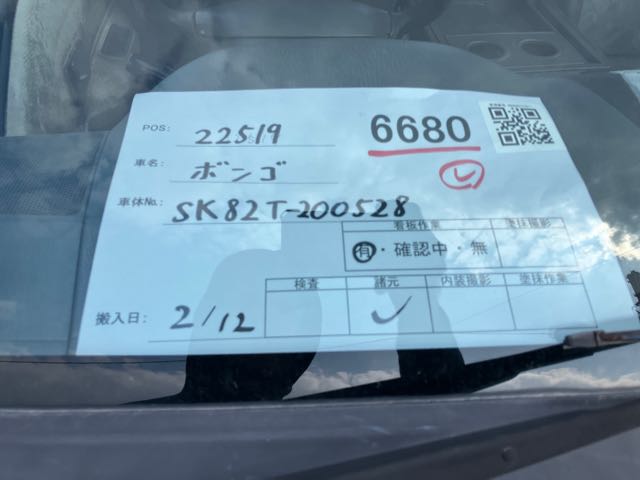 POS: 22519
6680
車名: ボンゴ
レ
車体No. SK82T-200528
看板作業 塗抹撮影
有・確認中・無
検査 諸元 内装撮影 塗抹作業
搬入日: 2/12